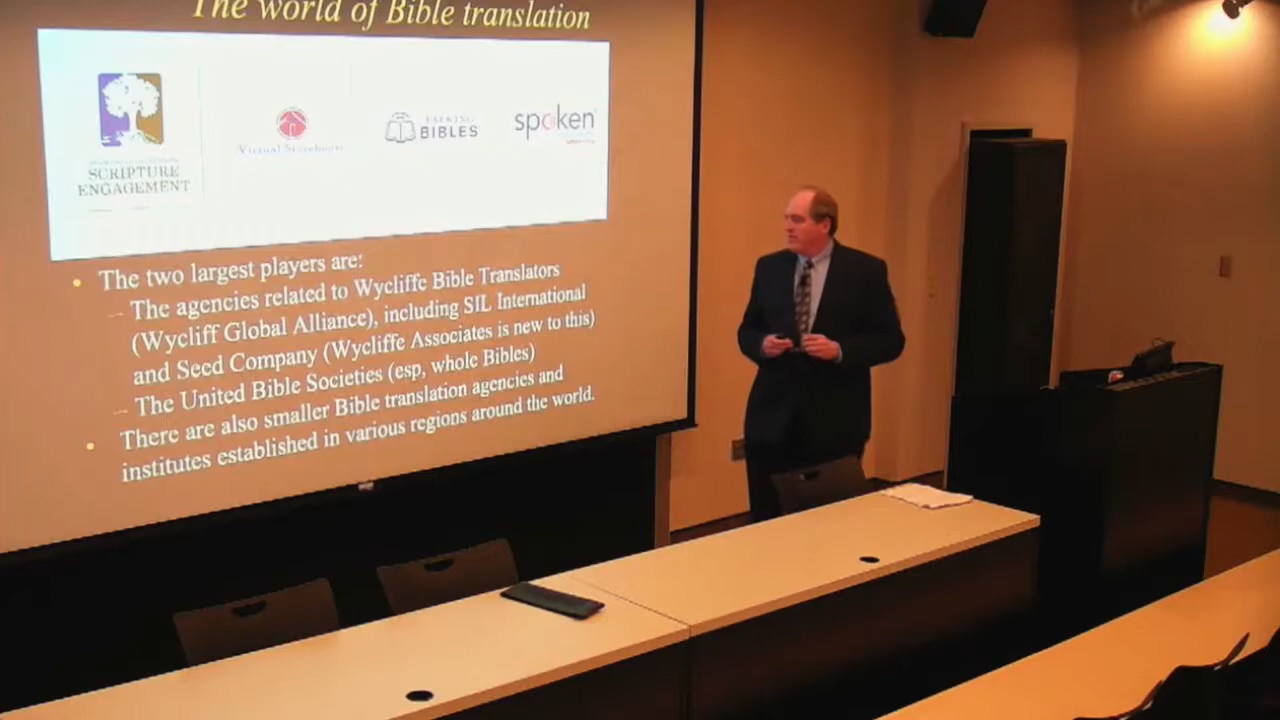 The world of Bible translation
SCRIPTURE
ENGAGEMENT
Virtual Storehouse
TALKING
BIBLES
spoken
• The two largest players are:
– The agencies related to Wycliffe Bible Translators
(Wycliff Global Alliance), including SIL International
and Seed Company (Wycliffe Associates is new to this)
– The United Bible Societies (esp, whole Bibles)
• There are also smaller Bible translation agencies and
institutes established in various regions around the world.